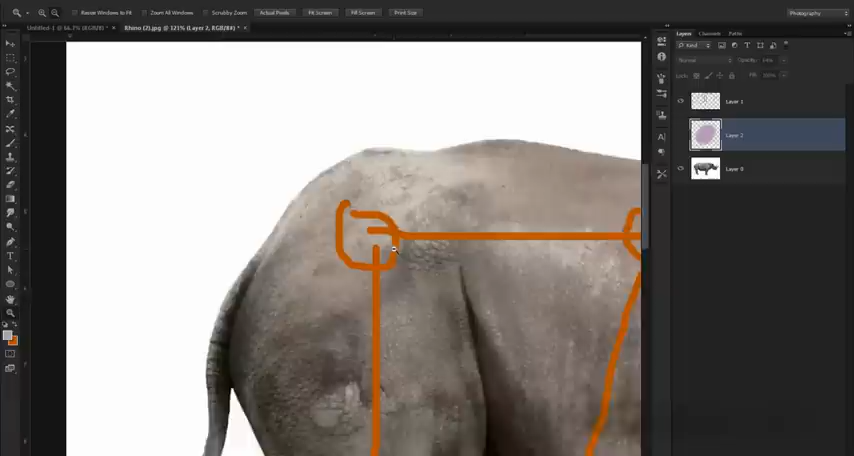 Resize Windows to Fit
Zoom All Windows
Scrubby Zoom
Actual Pixels
Fit Screen
Fill Screen
Print Size
Photography
Untitled-1 @ 66.7% (RGB/8) * ×
Rhino (2).jpg @ 121% (Layer 2, RGB/8#) * ×
Layers
Channels
Paths
Kind
Normal
Opacity:
Lock:
Fill:
Layer 1
Layer 2
Layer 0